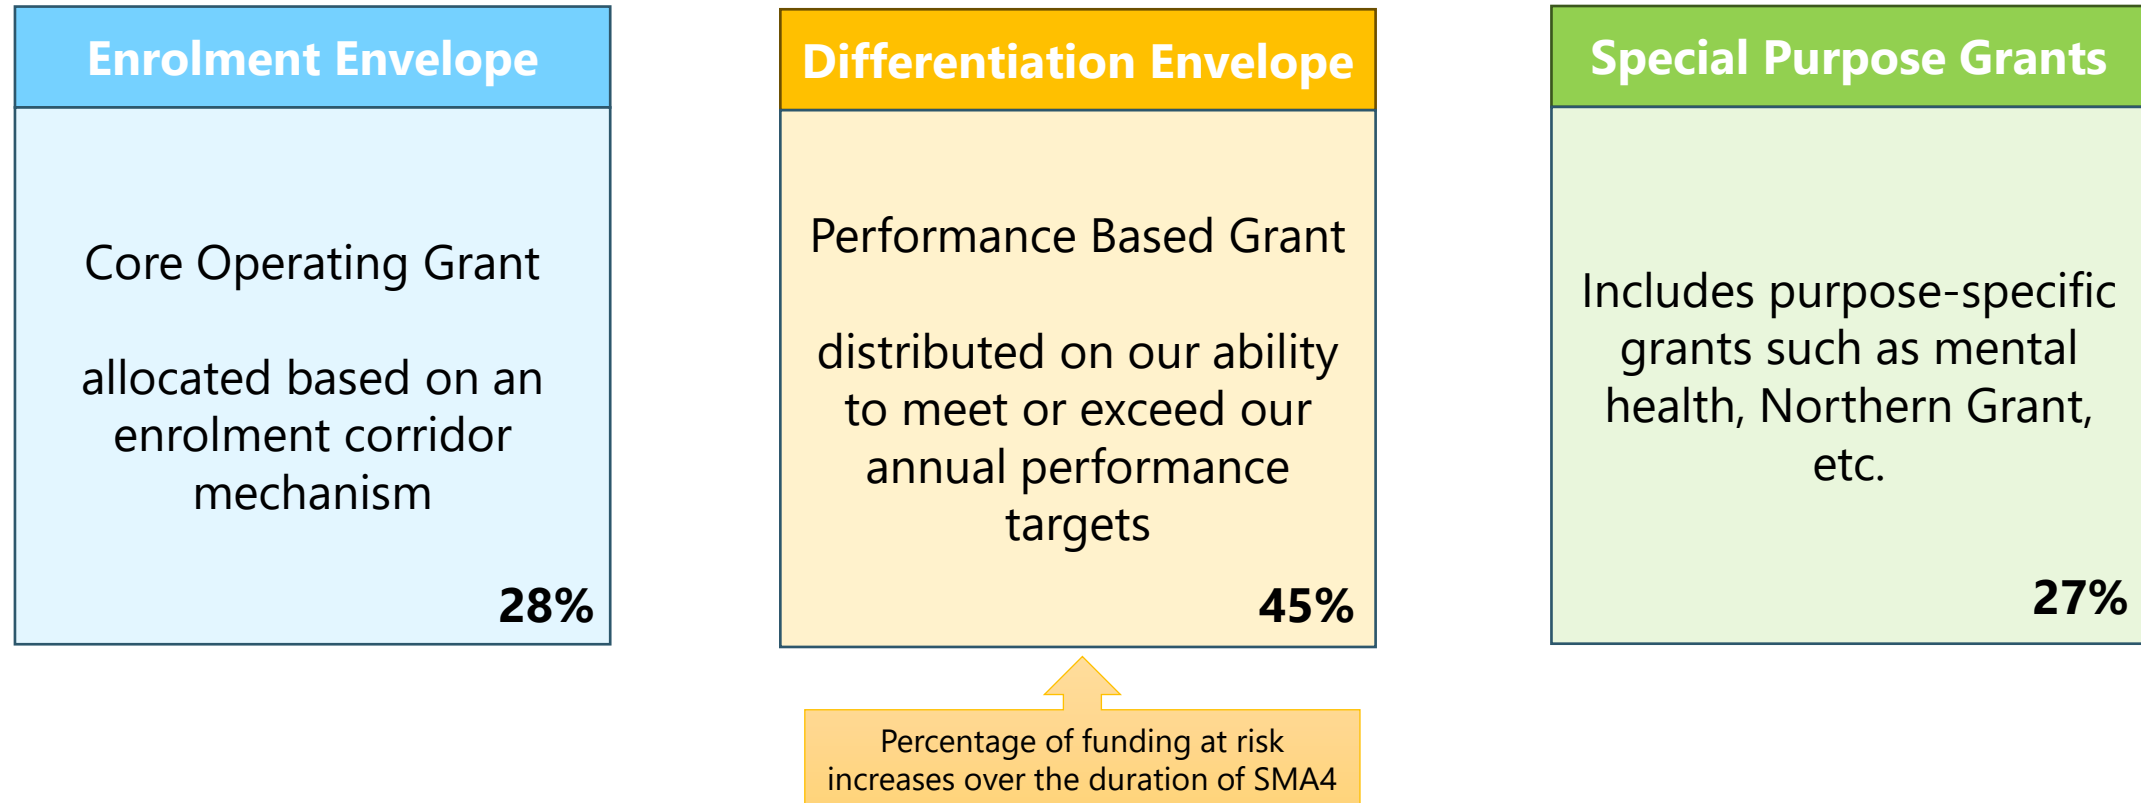 Enrolment Envelope
Core Operating Grant
allocated based on an
enrolment corridor
mechanism
28%
Differentiation Envelope
Performance Based Grant
distributed on our ability
to meet or exceed our
annual performance
targets
45%
Percentage of funding at risk
increases over the duration of SMA4
Special Purpose Grants
Includes purpose-specific
grants such as mental
health, Northern Grant,
etc.
27%